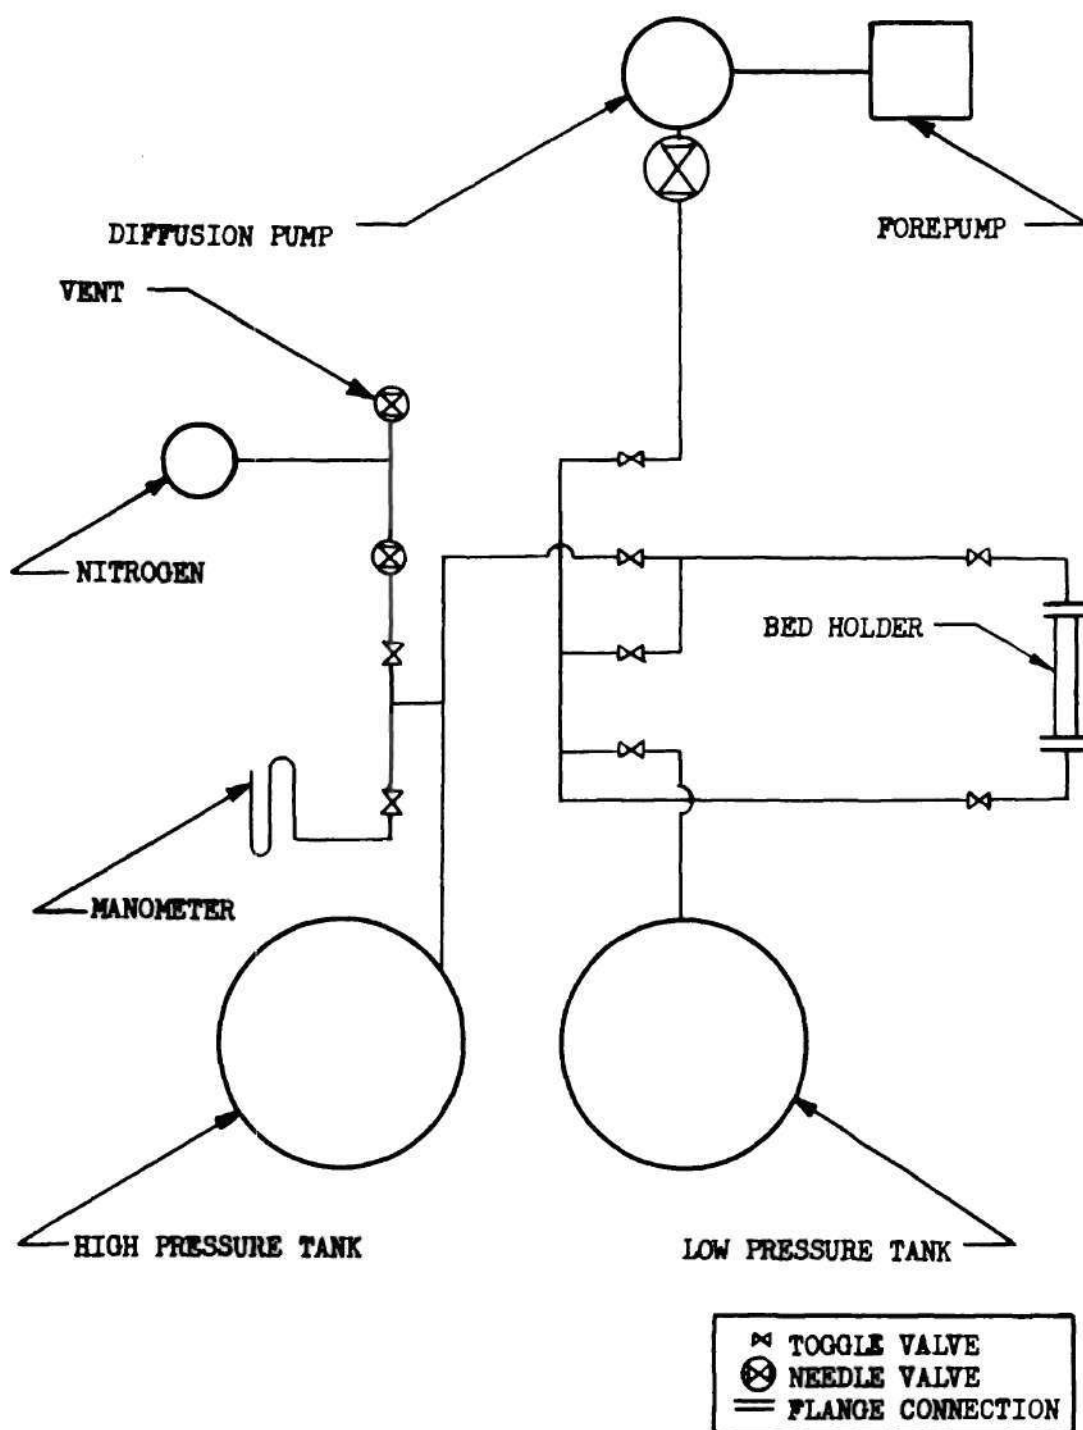 DIFFUSION PUMP
FOREPUMP
VENT
NITROGEN
BED HOLDER
MANOMETER
HIGH PRESSURE TANK
LOW PRESSURE TANK
TOGGLE VALVE
NEEDLE VALVE
FLANGE CONNECTION